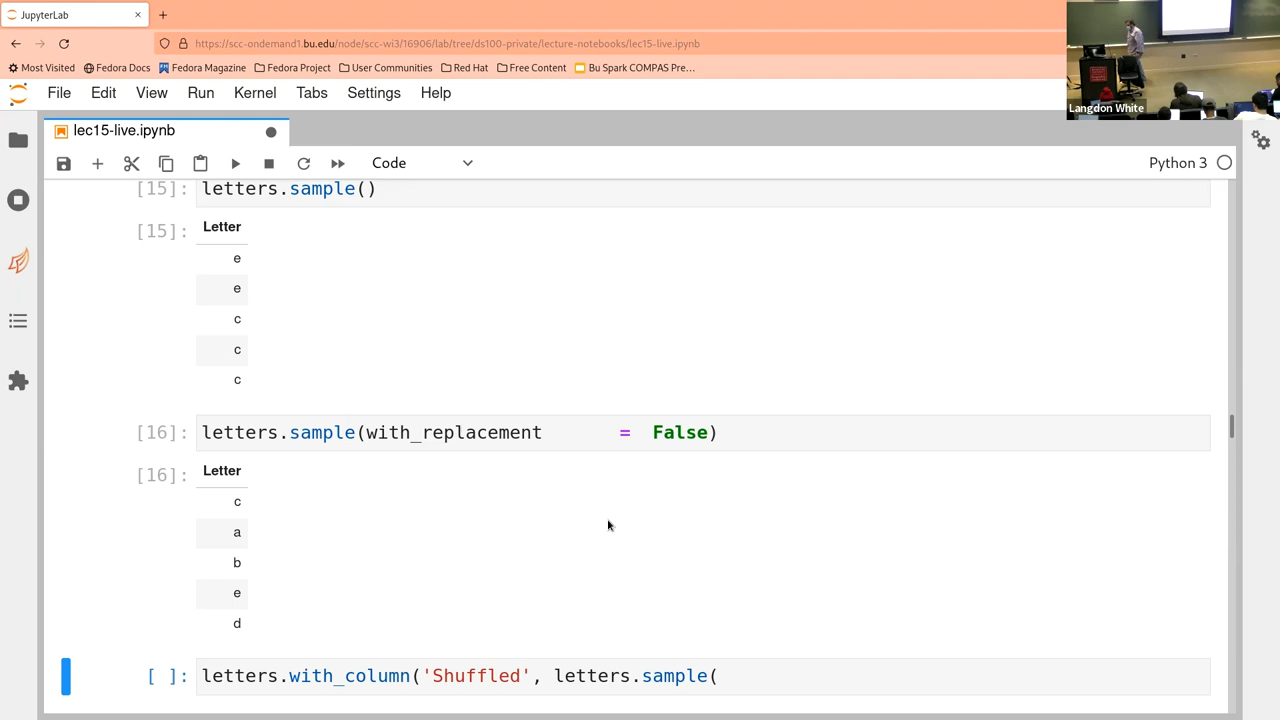 JupyterLab
https://scc-ondemand1.bu.edu/node/scc-wi3/16906/lab/tree/ds100-private/lecture-notebooks/lec15-live.ipynb
Most Visited Fedora Docs Fedora Magazine Fedora Project User Communities Red Hat Free Content Bu Spark COMPAS Pre...
Langdon White
File Edit View Run Kernel Tabs Settings Help
lec15-live.ipynb
Code Python 3
[15]: letters.sample()
[15]: Letter
e
e
c
c
c
[16]: letters.sample(with_replacement = False)
[16]: Letter
c
a
b
e
d
[ ]: letters.with_column('Shuffled', letters.sample(